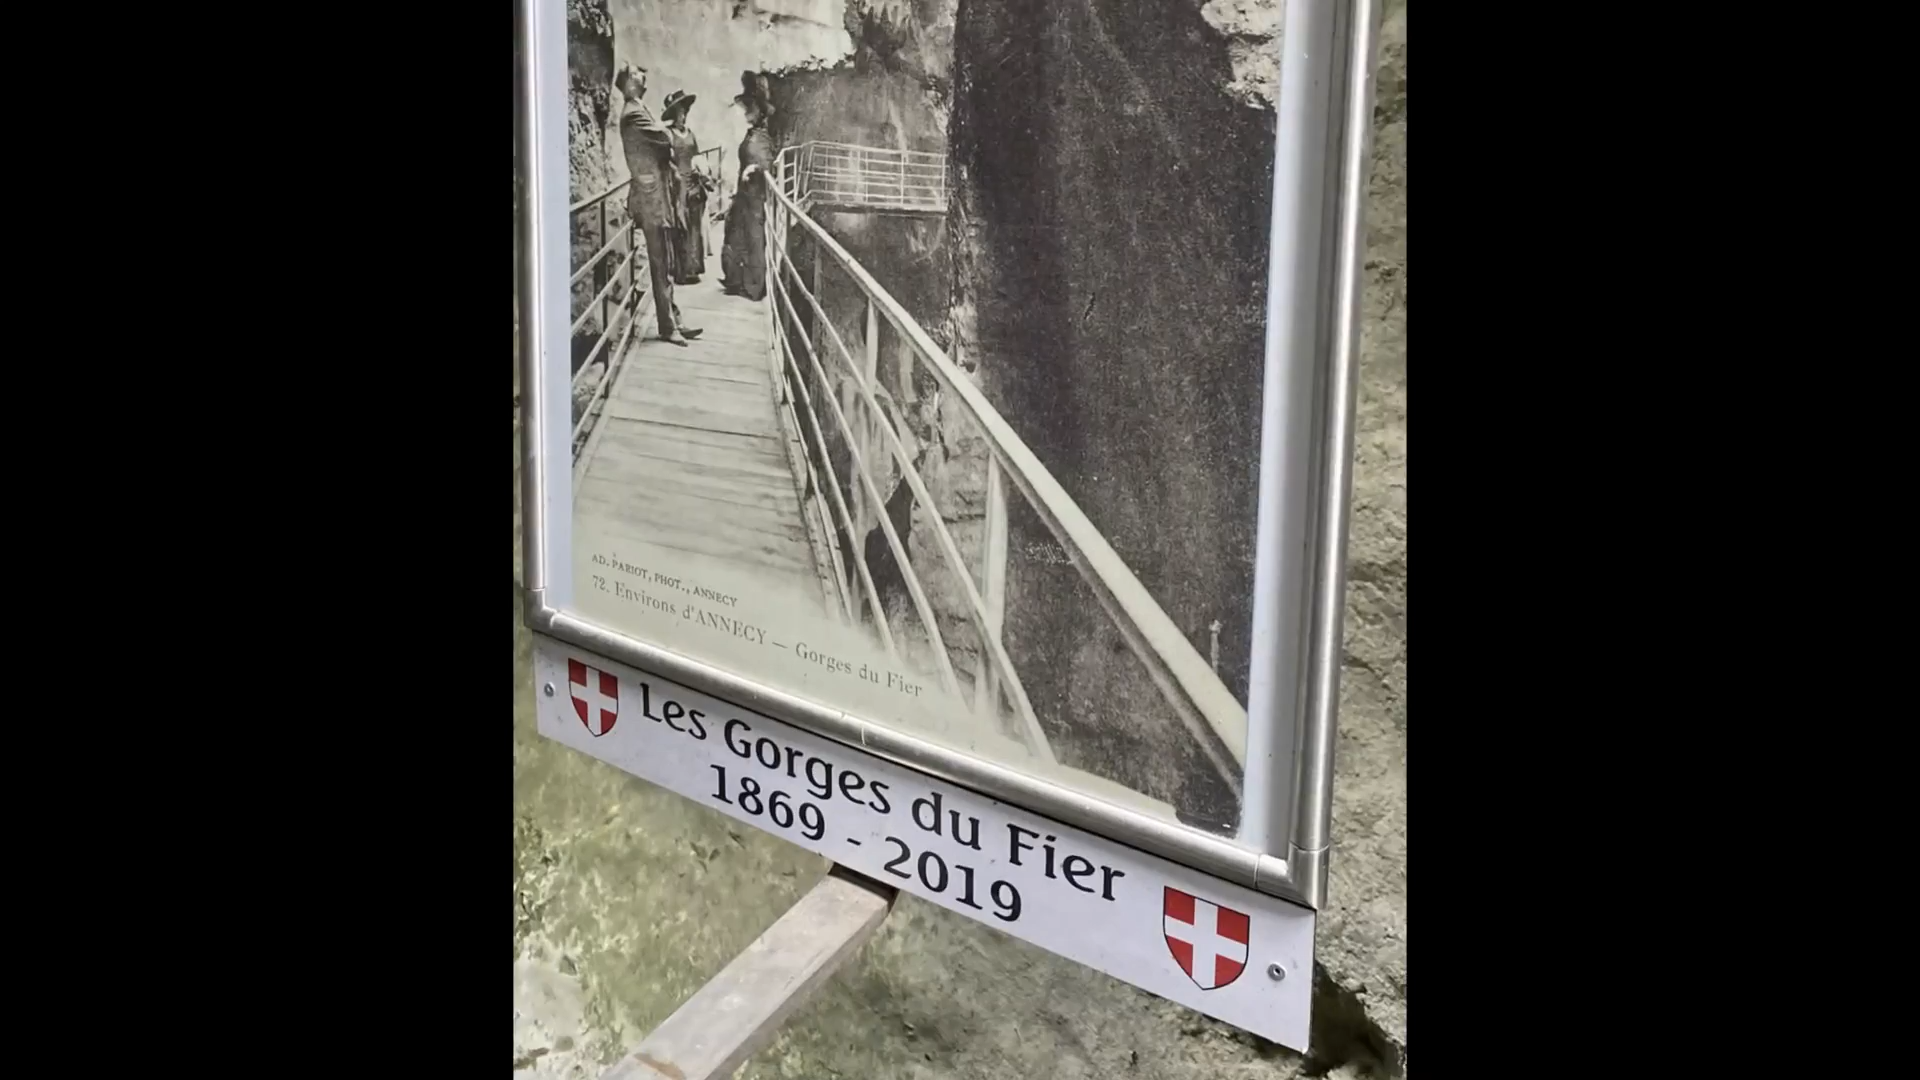 AD. PARIOT, PHOT., ANNECY
72. Environs d'ANNECY — Gorges du Fier
Les Gorges du Fier
1869 - 2019